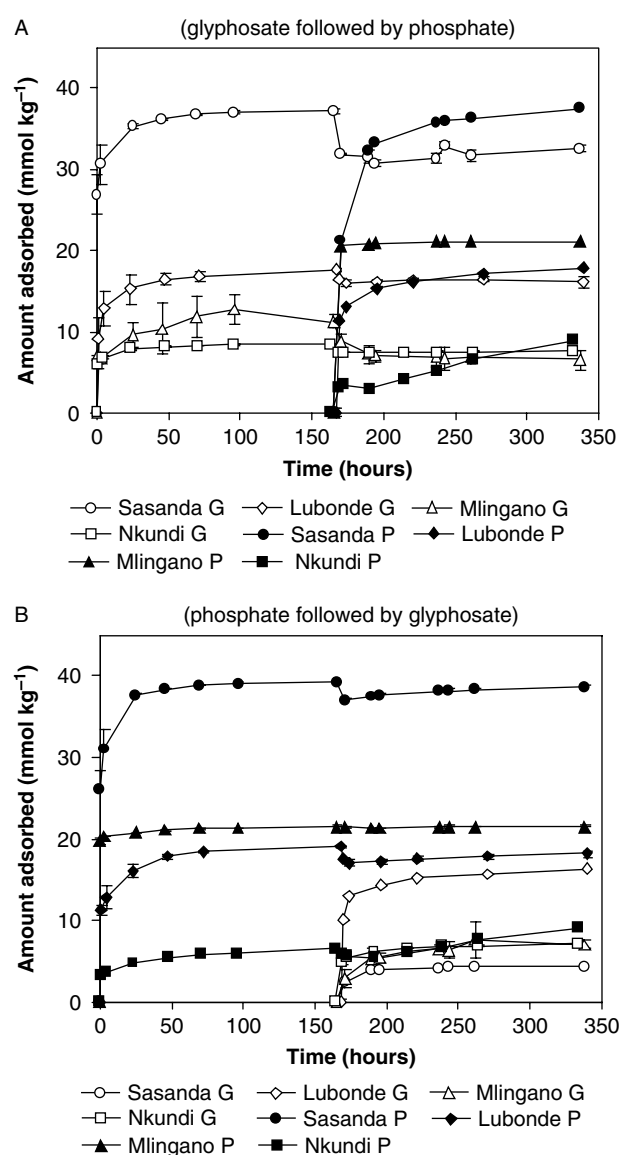 A
(glyphosate followed by phosphate)
Amount adsorbed (mmol kg⁻¹)
40
30
20
10
0
0 50 100 150 200 250 300 350
Time (hours)
Sasanda G Lubonde G Mlingano G
Nkundi G Sasanda P Lubonde P
Mlingano P Nkundi P
B
(phosphate followed by glyphosate)
Amount adsorbed (mmol kg⁻¹)
40
30
20
10
0
0 50 100 150 200 250 300 350
Time (hours)
Sasanda G Lubonde G Mlingano G
Nkundi G Sasanda P Lubonde P
Mlingano P Nkundi P